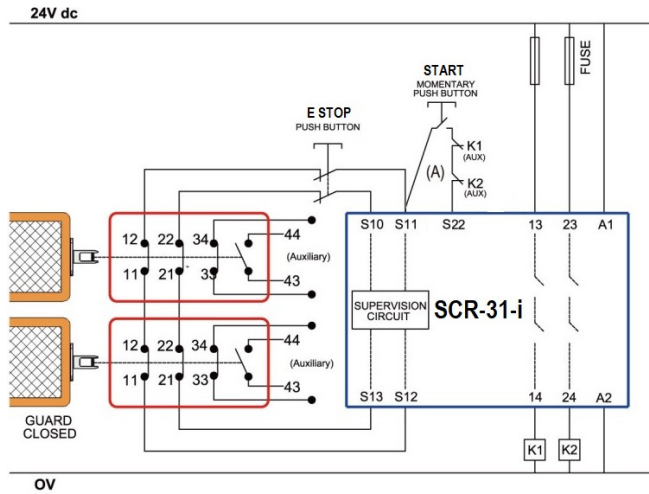 24V dc
START
MOMENTARY
PUSH BUTTON
FUSE
E STOP
PUSH BUTTON
K1
(AUX)
(A)
K2
(AUX)
12 22 34 44
(Auxiliary)
11 21 33 43
S10 S11 S22 13 23 A1
SUPERVISION
CIRCUIT
SCR-31-i
12 22 34 44
(Auxiliary)
11 21 33 43
S13 S12 14 24 A2
GUARD
CLOSED
K1 K2
OV